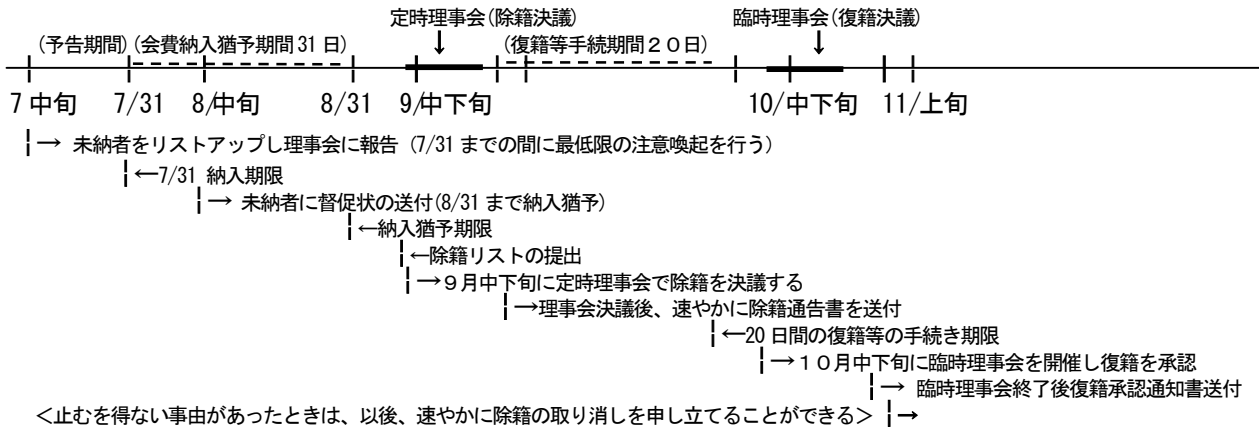 定時理事会(除籍決議)
臨時理事会(復籍決議)
(予告期間)(会費納入猶予期間31日)
(復籍等手続期間２０日)
7中旬
7/31
8/中旬
8/31
9/中下旬
10/中下旬
11/上旬
→ 未納者をリストアップし理事会に報告 (7/31までの間に最低限の注意喚起を行う)
←7/31 納入期限
→ 未納者に督促状の送付(8/31まで納入猶予)
←納入猶予期限
←除籍リストの提出
→９月中下旬に定時理事会で除籍を決議する
→理事会決議後、速やかに除籍通告書を送付
←20日間の復籍等の手続き期限
→１０月中下旬に臨時理事会を開催し復籍を承認
→ 臨時理事会終了後復籍承認通知書送付
＜止むを得ない事由があったときは、以後、速やかに除籍の取り消しを申し立てることができる＞ →